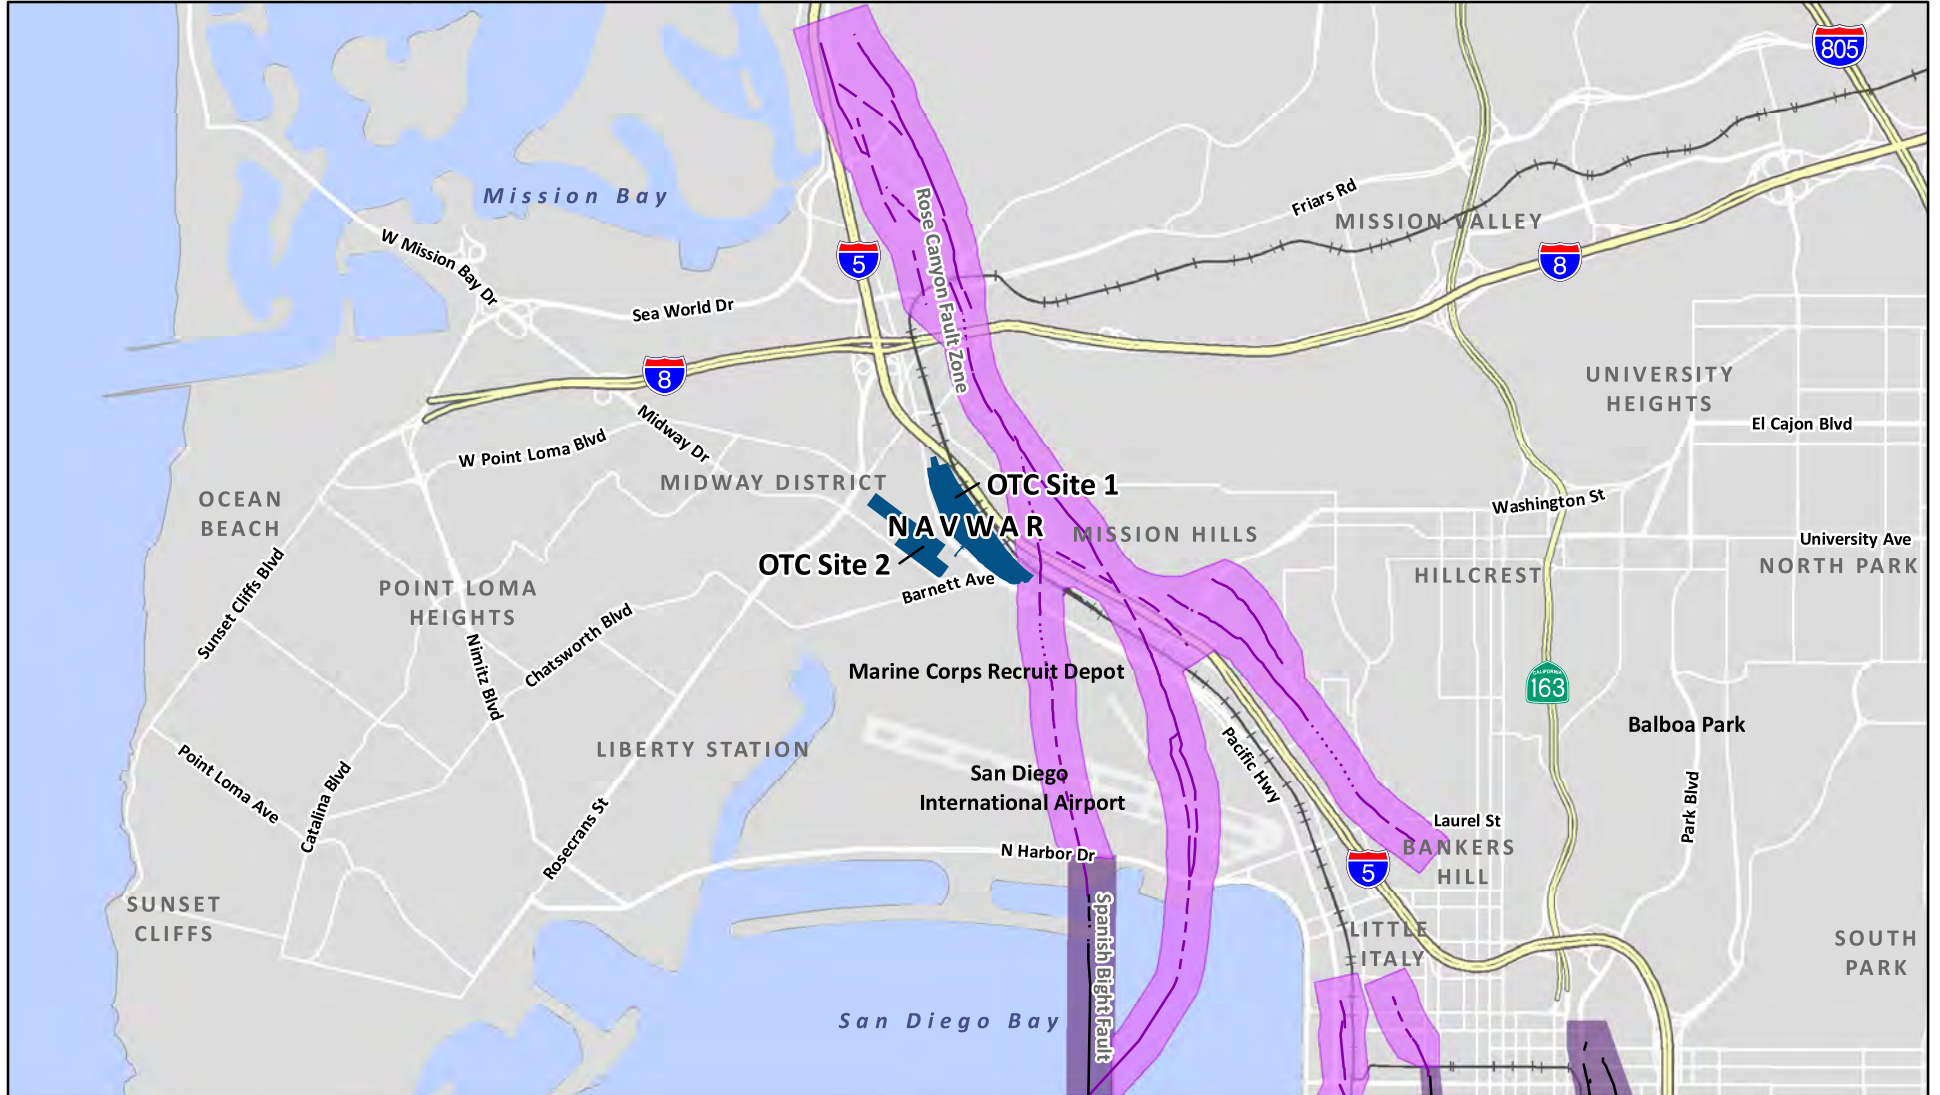 805
Mission Bay
Friars Rd
MISSION VALLEY
W Mission Bay Dr
5
8
Rose Canyon Fault Zone
Sea World Dr
8
UNIVERSITY
HEIGHTS
El Cajon Blvd
Midway Dr
W Point Loma Blvd
MIDWAY DISTRICT
OTC Site 1
OCEAN
BEACH
Washington St
NAVWAR
MISSION HILLS
University Ave
NORTH PARK
OTC Site 2
HILLCREST
Barnett Ave
POINT LOMA
HEIGHTS
Sunset Cliffs Blvd
Chatsworth Blvd
Nimitz Blvd
Marine Corps Recruit Depot
CALIFORNIA
163
Balboa Park
LIBERTY STATION
Pacific Hwy
San Diego
International Airport
Point Loma Ave
Catalina Blvd
Rosecrans St
Park Blvd
Laurel St
BANKERS
HILL
N Harbor Dr
5
SUNSET
CLIFFS
Spanish Bight Fault
LITTLE
ITALY
SOUTH
PARK
San Diego Bay